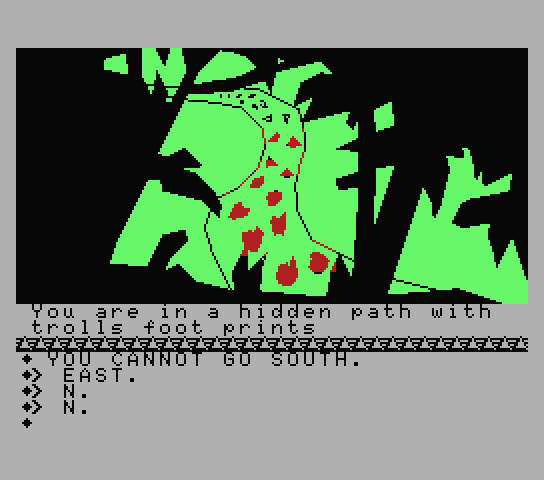 You are in a hidden path with
trolls foot prints
YOU CANNOT GO SOUTH.
> EAST.
> N.
> N.